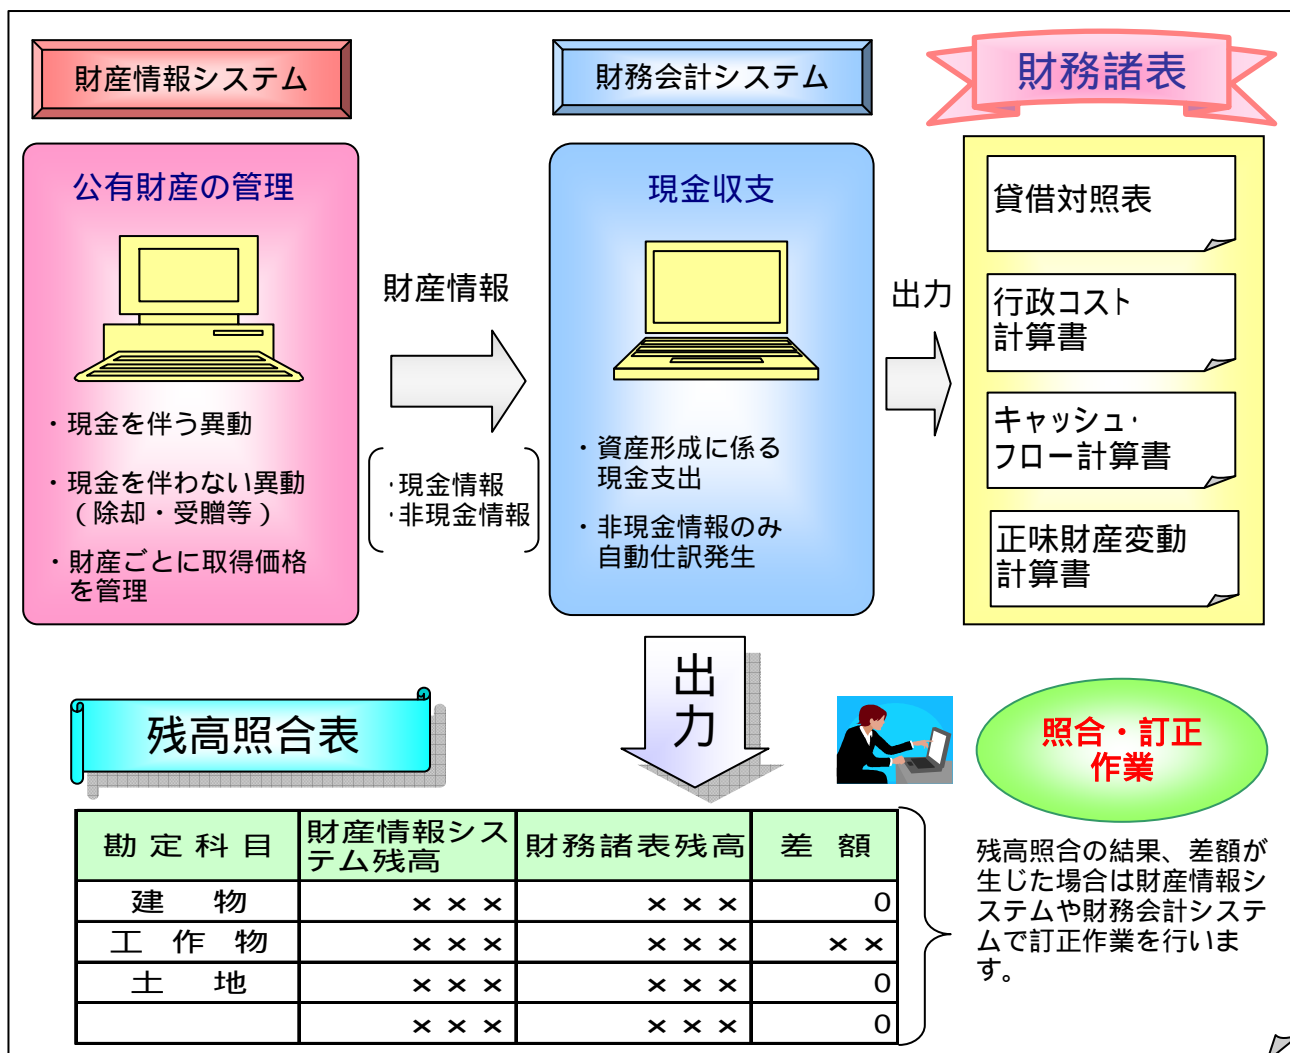 財産情報システム
財務会計システム
財務諸表
公有財産の管理
・現金を伴う異動
・現金を伴わない異動
（除却・受贈等）
・財産ごとに取得価格
を管理
財産情報
・現金情報
・非現金情報
現金収支
・資産形成に係る
現金支出
・非現金情報のみ
自動仕訳発生
出力
貸借対照表
行政コスト
計算書
キャッシュ・
フロー計算書
正味財産変動
計算書
出
力
残高照合表
照合・訂正
作業
勘定科目 財産情報シス 財務諸表残高 差額
テム残高
建物 ××× ××× 0
工作物 ××× ××× ××
土地 ××× ××× 0
××× ××× 0
残高照合の結果、差額が
生じた場合は財産情報シ
ステムや財務会計システ
ムで訂正作業を行いま
す。